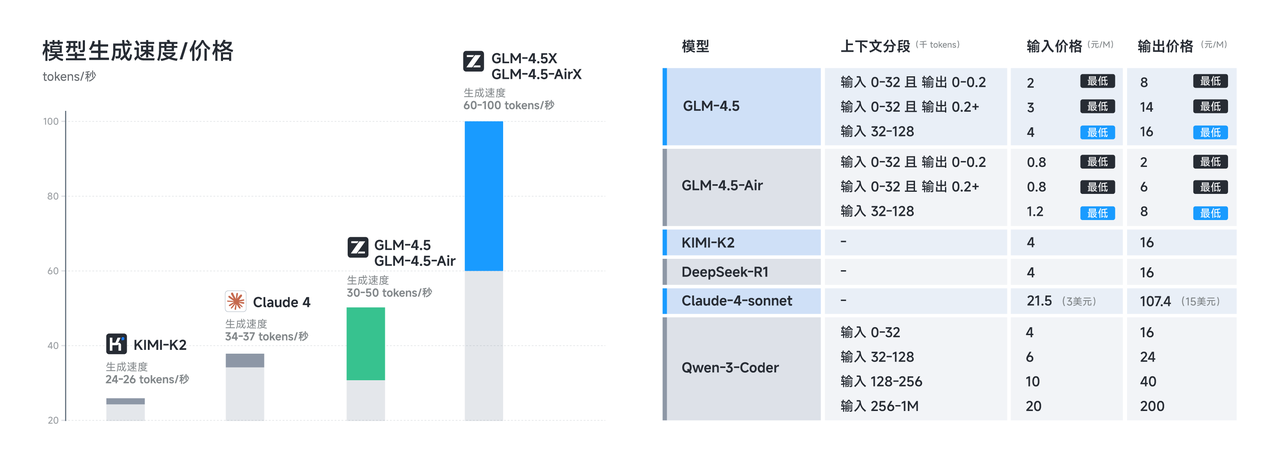 模型生成速度/价格
tokens/秒
100
80
60
40
20
KIMI-K2
生成速度
24-26 tokens/秒
Claude 4
生成速度
34-37 tokens/秒
GLM-4.5
GLM-4.5-Air
生成速度
30-50 tokens/秒
GLM-4.5X
GLM-4.5-AirX
生成速度
60-100 tokens/秒
模型 上下文分段 (千 tokens) 输入价格 (元/M) 输出价格 (元/M)
GLM-4.5
输入 0-32 且 输出 0-0.2 2 最低 8 最低
输入 0-32 且 输出 0.2+ 3 最低 14 最低
输入 32-128 4 最低 16 最低
GLM-4.5-Air
输入 0-32 且 输出 0-0.2 0.8 最低 2 最低
输入 0-32 且 输出 0.2+ 0.8 最低 6 最低
输入 32-128 1.2 最低 8 最低
KIMI-K2 - 4 16
DeepSeek-R1 - 4 16
Claude-4-sonnet - 21.5 (3美元) 107.4 (15美元)
Qwen-3-Coder
输入 0-32 4 16
输入 32-128 6 24
输入 128-256 10 40
输入 256-1M 20 200